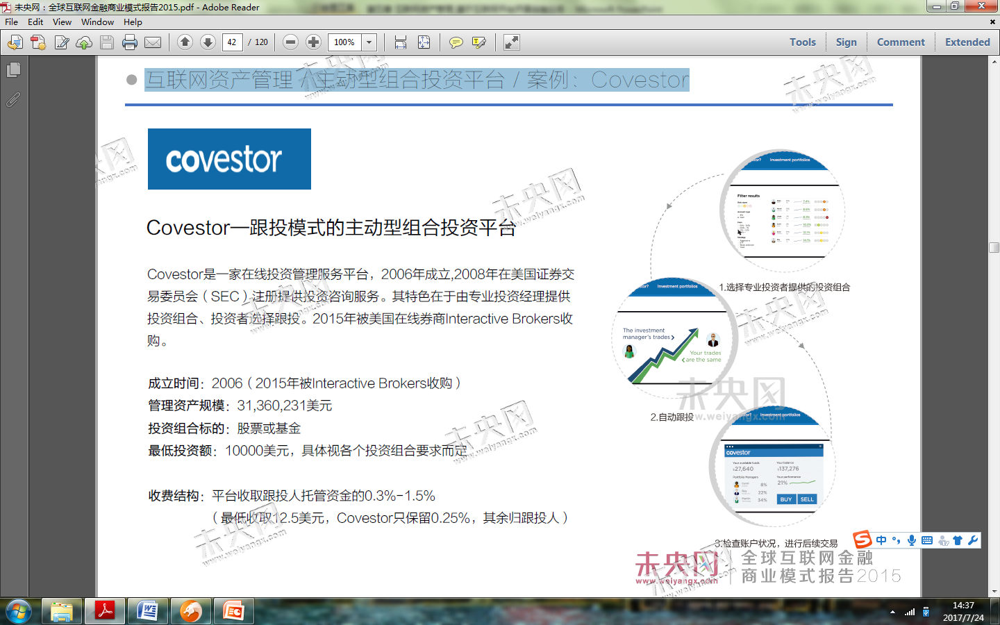 未央网：全球互联网金融商业模式报告2015.pdf - Adobe Reader
File Edit View Window Help
42 / 120 100% Tools Sign Comment Extended
互联网资产管理 / 主动型组合投资平台 / 案例：Covestor
covestor
Covestor—跟投模式的主动型组合投资平台
Covestor是一家在线投资管理服务平台，2006年成立,2008年在美国证券交
易委员会（SEC）注册提供投资咨询服务。其特色在于由专业投资经理提供
投资组合、投资者选择跟投。2015年被美国在线券商Interactive Brokers收
购。
成立时间：2006（2015年被Interactive Brokers收购）
管理资产规模：31,360,231美元
投资组合标的：股票或基金
最低投资额：10000美元，具体视各个投资组合要求而定
收费结构：平台收取跟投人托管资金的0.3%-1.5%
（最低收取12.5美元，Covestor只保留0.25%，其余归跟投人）
Investment portfolios
Filter results
1.选择专业投资者提供的投资组合
Investment portfolios
The investment
manager's trades
Your trades
are the same
2.自动跟投
Investment portfolios
covestor
Your available funds Your balance
$27,640 $137,276
Portfolio Managers Your performance
8% 21%
22%
54% BUY SELL
3.检查账户状况，进行后续交易
未央网
www.weiyangx.com
全球互联网金融
商业模式报告2015
中
14:37
2017/7/24